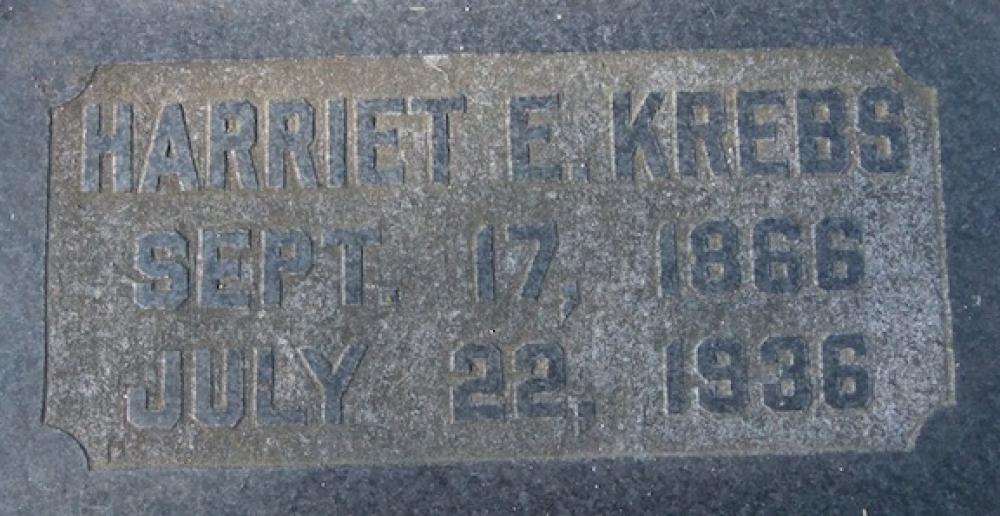 HARRIET E. KREBS
SEPT. 17, 1866
JULY 22, 1936